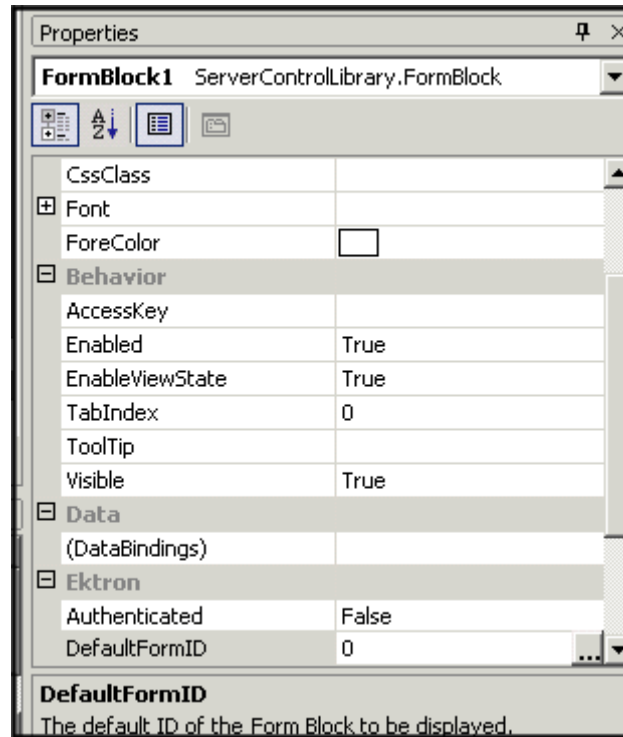 Properties
FormBlock1 ServerControlLibrary.FormBlock
CssClass
Font
ForeColor
Behavior
AccessKey
Enabled True
EnableViewState True
TabIndex 0
ToolTip
Visible True
Data
(DataBindings)
Ektron
Authenticated False
DefaultFormID 0 ...
DefaultFormID
The default ID of the Form Block to be displayed.